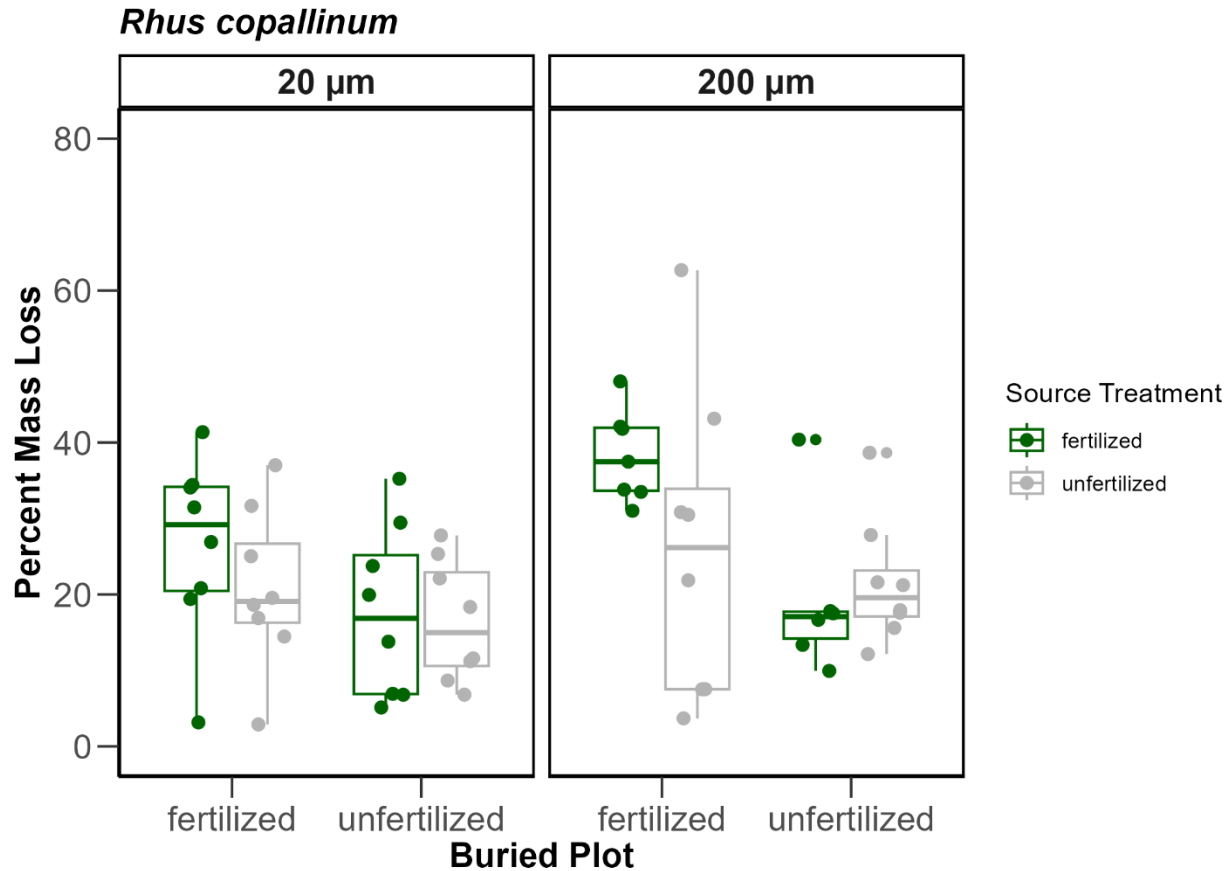 Rhus copallinum
20 µm
200 µm
Percent Mass Loss
80
60
40
20
0
fertilized
unfertilized
fertilized
unfertilized
Buried Plot
Source Treatment
fertilized
unfertilized